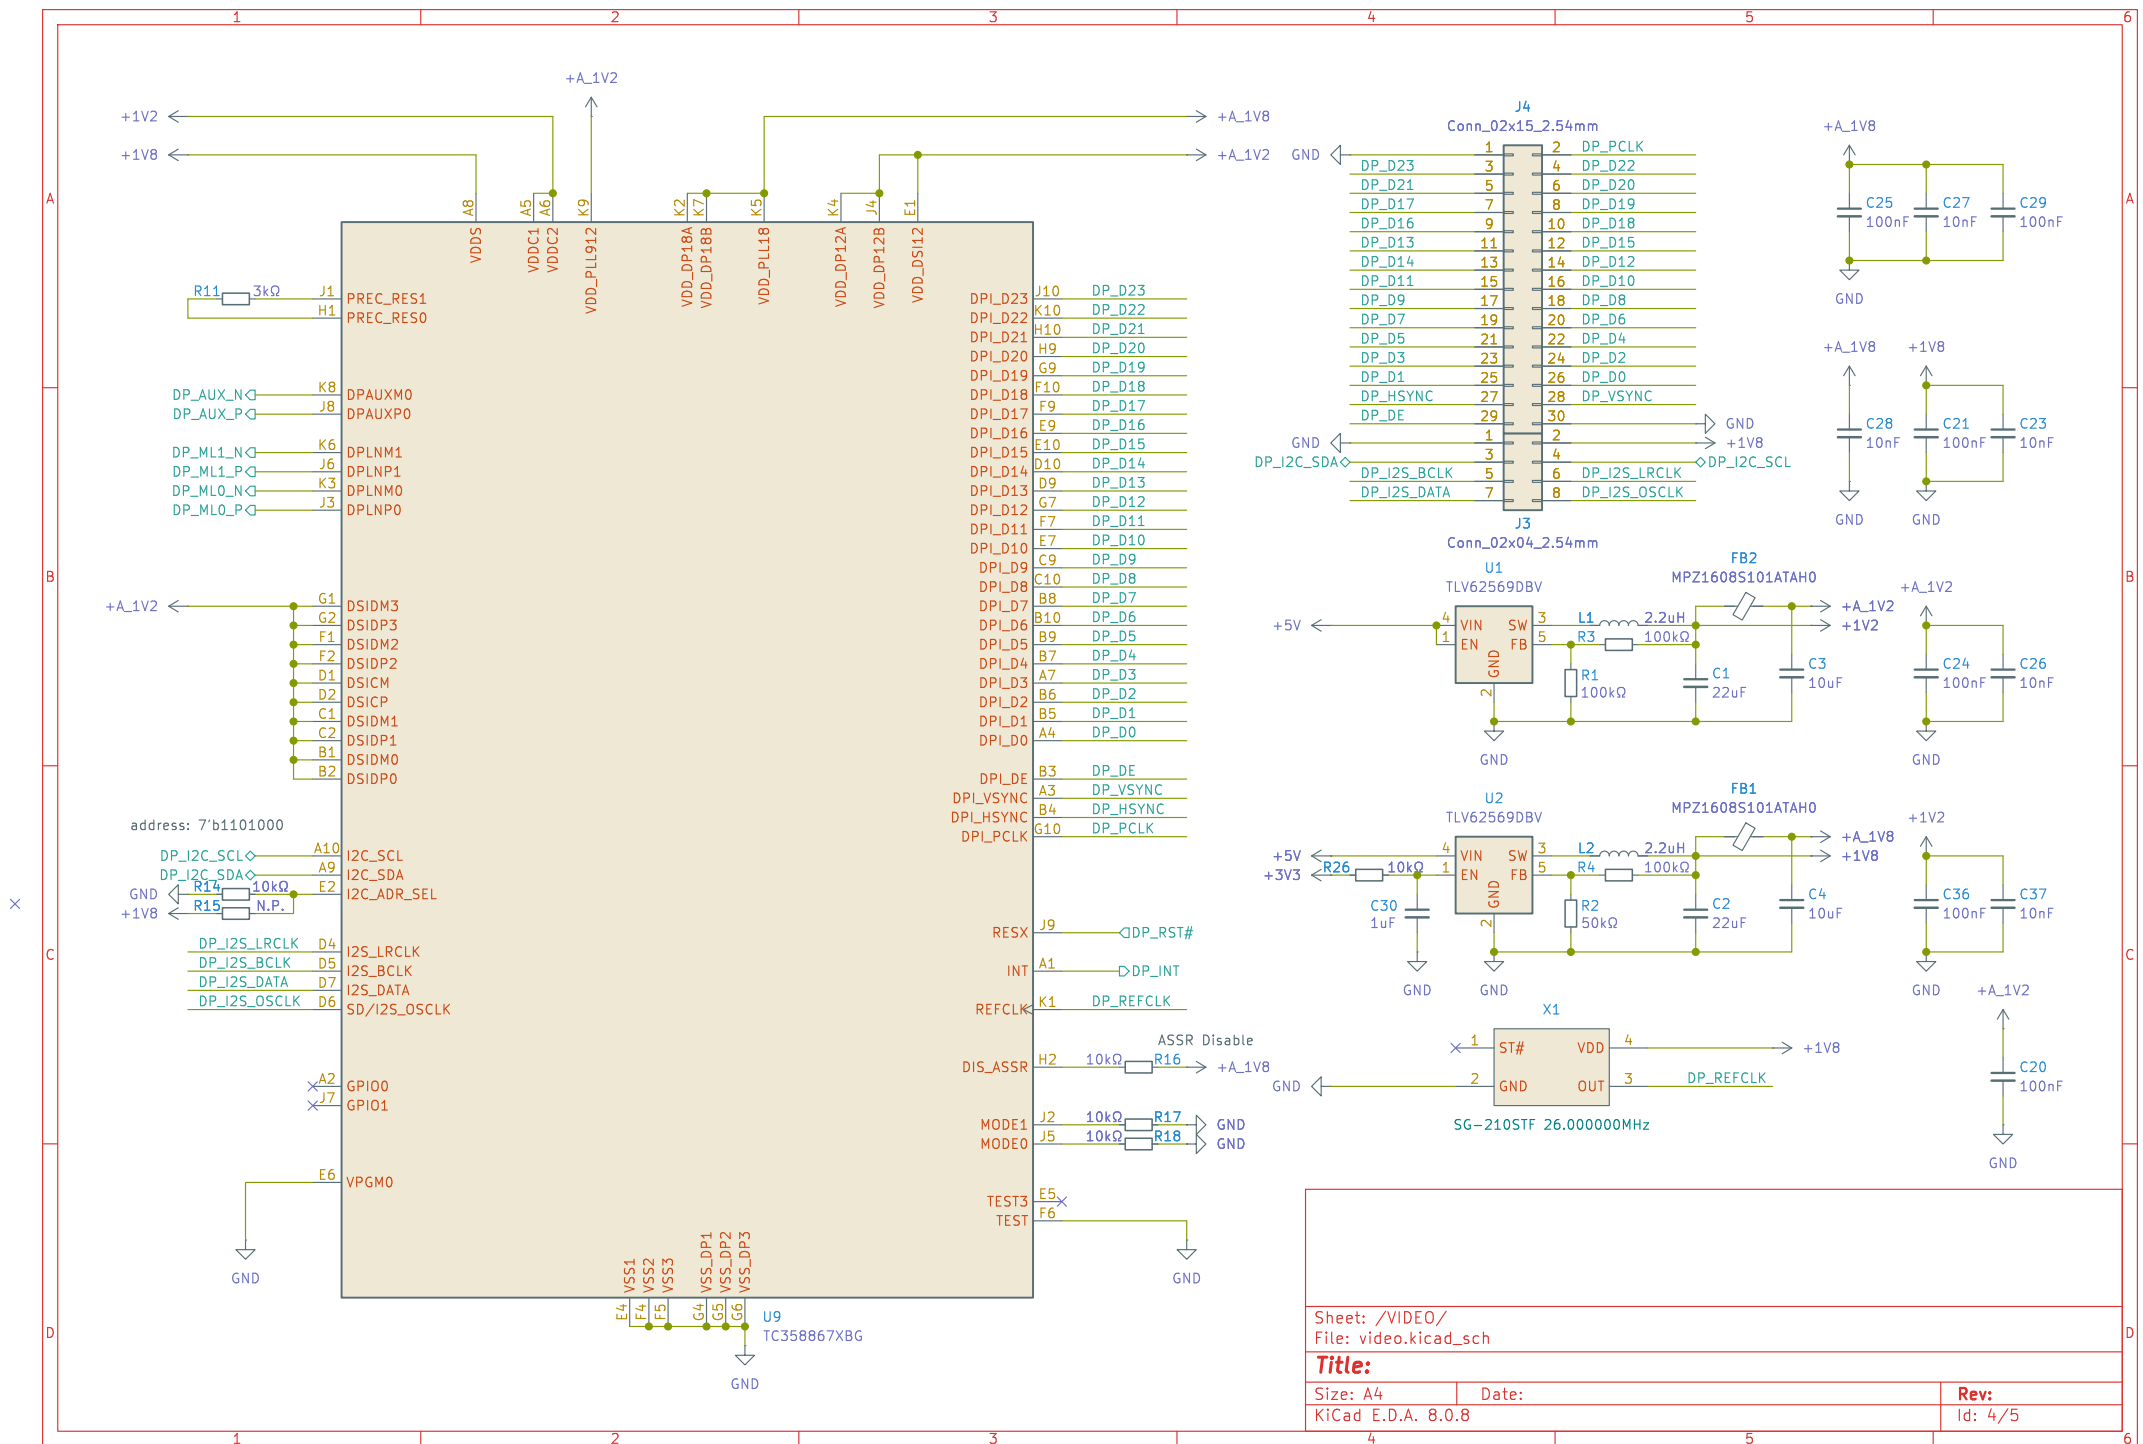 1 2 3 4 5 6
A
B
C
D
+A_1V2
+1V2
+1V8
+A_1V8
+A_1V2
A8
A5
A6
K9
K2
K7
K5
K4
J4
E1
VDDS
VDDC1
VDDC2
VDD_PLL912
VDD_DP18A
VDD_DP18B
VDD_PLL18
VDD_DP12A
VDD_DP12B
VDD_DSI12
R11 3kΩ J1 PREC_RES1
H1 PREC_RES0
DP_AUX_N K8 DPAUXM0
DP_AUX_P J8 DPAUXP0
DP_ML1_N K6 DPLNM1
DP_ML1_P J6 DPLNP1
DP_ML0_N K3 DPLNM0
DP_ML0_P J3 DPLNP0
+A_1V2 G1 DSIDM3
G2 DSIDP3
F1 DSIDM2
F2 DSIDP2
D1 DSICM
D2 DSICP
C1 DSIDM1
C2 DSIDP1
B1 DSIDM0
B2 DSIDP0
address: 7'b1101000
DP_I2C_SCL A10 I2C_SCL
DP_I2C_SDA A9 I2C_SDA
GND R14 10kΩ E2 I2C_ADR_SEL
+1V8 R15 N.P.
DP_I2S_LRCLK D4 I2S_LRCLK
DP_I2S_BCLK D5 I2S_BCLK
DP_I2S_DATA D7 I2S_DATA
DP_I2S_OSCLK D6 SD/I2S_OSCLK
A2 GPIO0
J7 GPIO1
E6 VPGM0
GND
DPI_D23 J10 DP_D23
DPI_D22 K10 DP_D22
DPI_D21 H10 DP_D21
DPI_D20 H9 DP_D20
DPI_D19 G9 DP_D19
DPI_D18 F10 DP_D18
DPI_D17 F9 DP_D17
DPI_D16 E9 DP_D16
DPI_D15 E10 DP_D15
DPI_D14 D10 DP_D14
DPI_D13 D9 DP_D13
DPI_D12 G7 DP_D12
DPI_D11 F7 DP_D11
DPI_D10 E7 DP_D10
DPI_D9 C9 DP_D9
DPI_D8 C10 DP_D8
DPI_D7 B8 DP_D7
DPI_D6 B10 DP_D6
DPI_D5 B9 DP_D5
DPI_D4 B7 DP_D4
DPI_D3 A7 DP_D3
DPI_D2 B6 DP_D2
DPI_D1 B5 DP_D1
DPI_D0 A4 DP_D0
DPI_DE B3 DP_DE
DPI_VSYNC A3 DP_VSYNC
DPI_HSYNC B4 DP_HSYNC
DPI_PCLK G10 DP_PCLK
RESX J9 DP_RST#
INT A1 DP_INT
REFCLK K1 DP_REFCLK
ASSR Disable
DIS_ASSR H2 10kΩ R16 +A_1V8
MODE1 J2 10kΩ R17 GND
MODE0 J5 10kΩ R18 GND
TEST3 E5
TEST F6
GND
VSS1
VSS2
VSS3
VSS_DP1
VSS_DP2
VSS_DP3
E4
F4
F5
G4
G5
G6
U9
TC358867XBG
GND
J4
Conn_02x15_2.54mm
GND 1 2 DP_PCLK
DP_D23 3 4 DP_D22
DP_D21 5 6 DP_D20
DP_D17 7 8 DP_D19
DP_D16 9 10 DP_D18
DP_D13 11 12 DP_D15
DP_D14 13 14 DP_D12
DP_D11 15 16 DP_D10
DP_D9 17 18 DP_D8
DP_D7 19 20 DP_D6
DP_D5 21 22 DP_D4
DP_D3 23 24 DP_D2
DP_D1 25 26 DP_D0
DP_HSYNC 27 28 DP_VSYNC
DP_DE 29 30 GND
GND 1 2 +1V8
DP_I2C_SDA 3 4 DP_I2C_SCL
DP_I2S_BCLK 5 6 DP_I2S_LRCLK
DP_I2S_DATA 7 8 DP_I2S_OSCLK
J3
Conn_02x04_2.54mm
U1
TLV62569DBV
+5V 4 VIN SW 3 L1 2.2uH
1 EN FB 5 R3 100kΩ
GND
2
R1
100kΩ
FB2
MPZ1608S101ATAH0
+A_1V2
+1V2
C1
22uF
C3
10uF
GND
U2
TLV62569DBV
+5V 4 VIN SW 3 L2 2.2uH
+3V3 R26 10kΩ 1 EN FB 5 R4 100kΩ
GND
2
C30
1uF
R2
50kΩ
FB1
MPZ1608S101ATAH0
+A_1V8
+1V8
C2
22uF
C4
10uF
GND
GND
X1
1 ST# VDD 4 +1V8
GND 2 GND OUT 3 DP_REFCLK
SG-210STF 26.000000MHz
+A_1V8
C25 C27 C29
100nF 10nF 10nF
GND
+A_1V8 +1V8
C28 C21 C23
10nF 100nF 10nF
GND GND
+A_1V2
C24 C26
100nF 10nF
GND
+1V2
C36 C37
100nF 10nF
GND
+A_1V2
C20
100nF
GND
Sheet: /VIDEO/
File: video.kicad_sch
Title:
Size: A4 Date: Rev:
KiCad E.D.A. 8.0.8 Id: 4/5
A
B
C
D
1 2 3 4 5 6